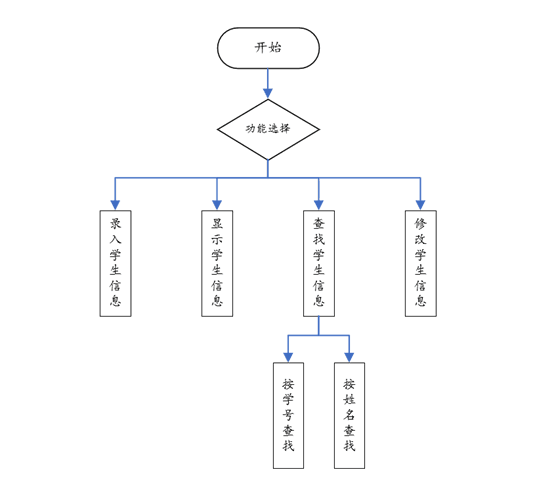 开始
功能选择
录入学生信息
显示学生信息
查找学生信息
修改学生信息
按学号查找
按姓名查找